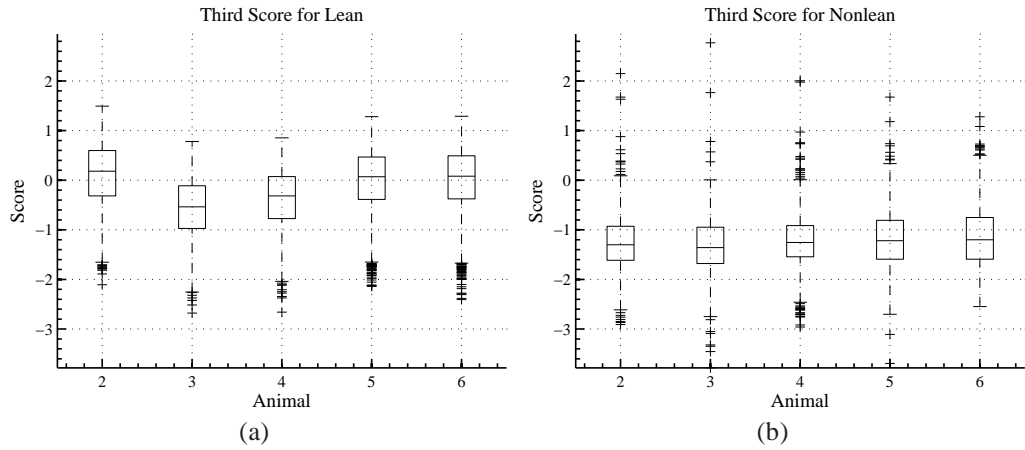 Third Score for Lean
2
1
0
−1
−2
−3
Score
2 3 4 5 6
Animal
(a)
Third Score for Nonlean
2
1
0
−1
−2
−3
Score
2 3 4 5 6
Animal
(b)